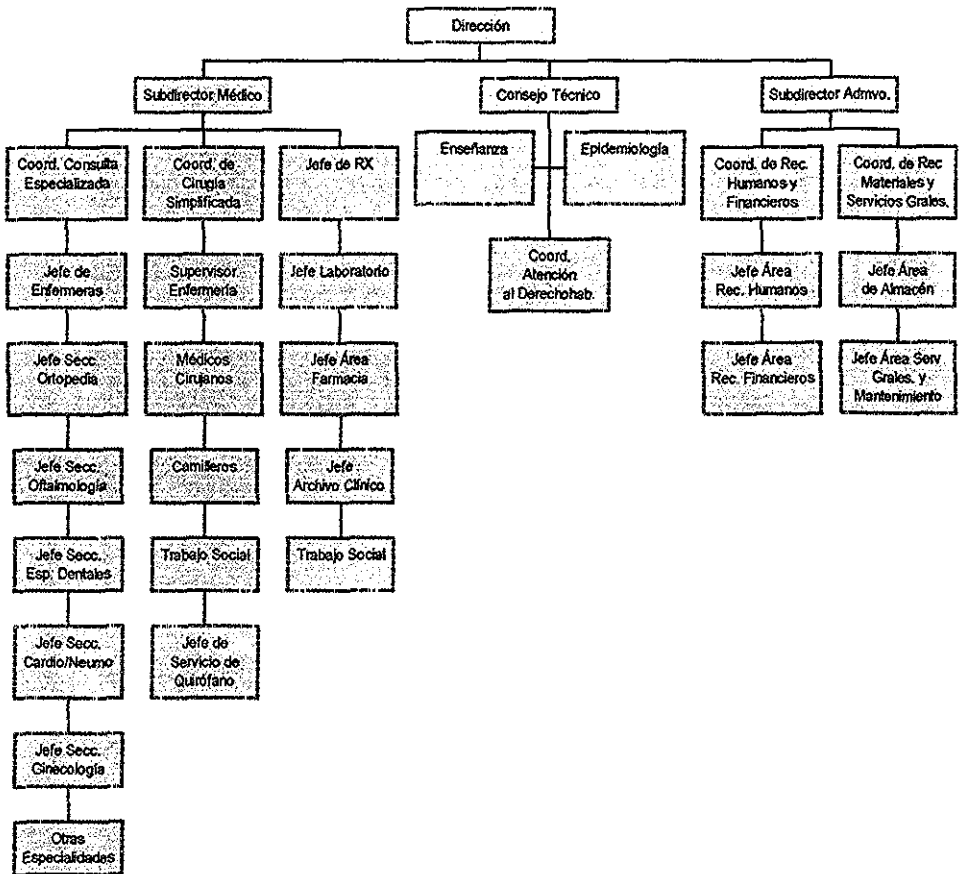 Dirección
Subdirector Médico
Consejo Técnico
Subdirector Admvo.
Coord. Consulta
Especializada
Coord. de
Cirugía
Simplificada
Jefe de RX
Enseñanza
Epidemiología
Coord. de Rec.
Humanos y
Financieros
Coord. de Rec
Materiales y
Servicios Grales.
Jefe de
Enfermeras
Supervisor
Enfermería
Jefe Laboratorio
Coord.
Atención
al Derechohab.
Jefe Área
Rec. Humanos
Jefe Área
de Almacén
Jefe Secc.
Ortopedia
Médicos
Cirujanos
Jefe Área
Farmacia
Jefe Área
Rec. Financieros
Jefe Área Serv
Grales. y
Mantenimiento
Jefe Secc.
Oftalmología
Camilleros
Jefe
Archivo Clínico
Jefe Secc.
Esp. Dentales
Trabajo Social
Trabajo Social
Jefe Secc.
Cardio/Neumo
Jefe de
Servicio de
Quirófano
Jefe Secc.
Ginecología
Otras
Especialidades